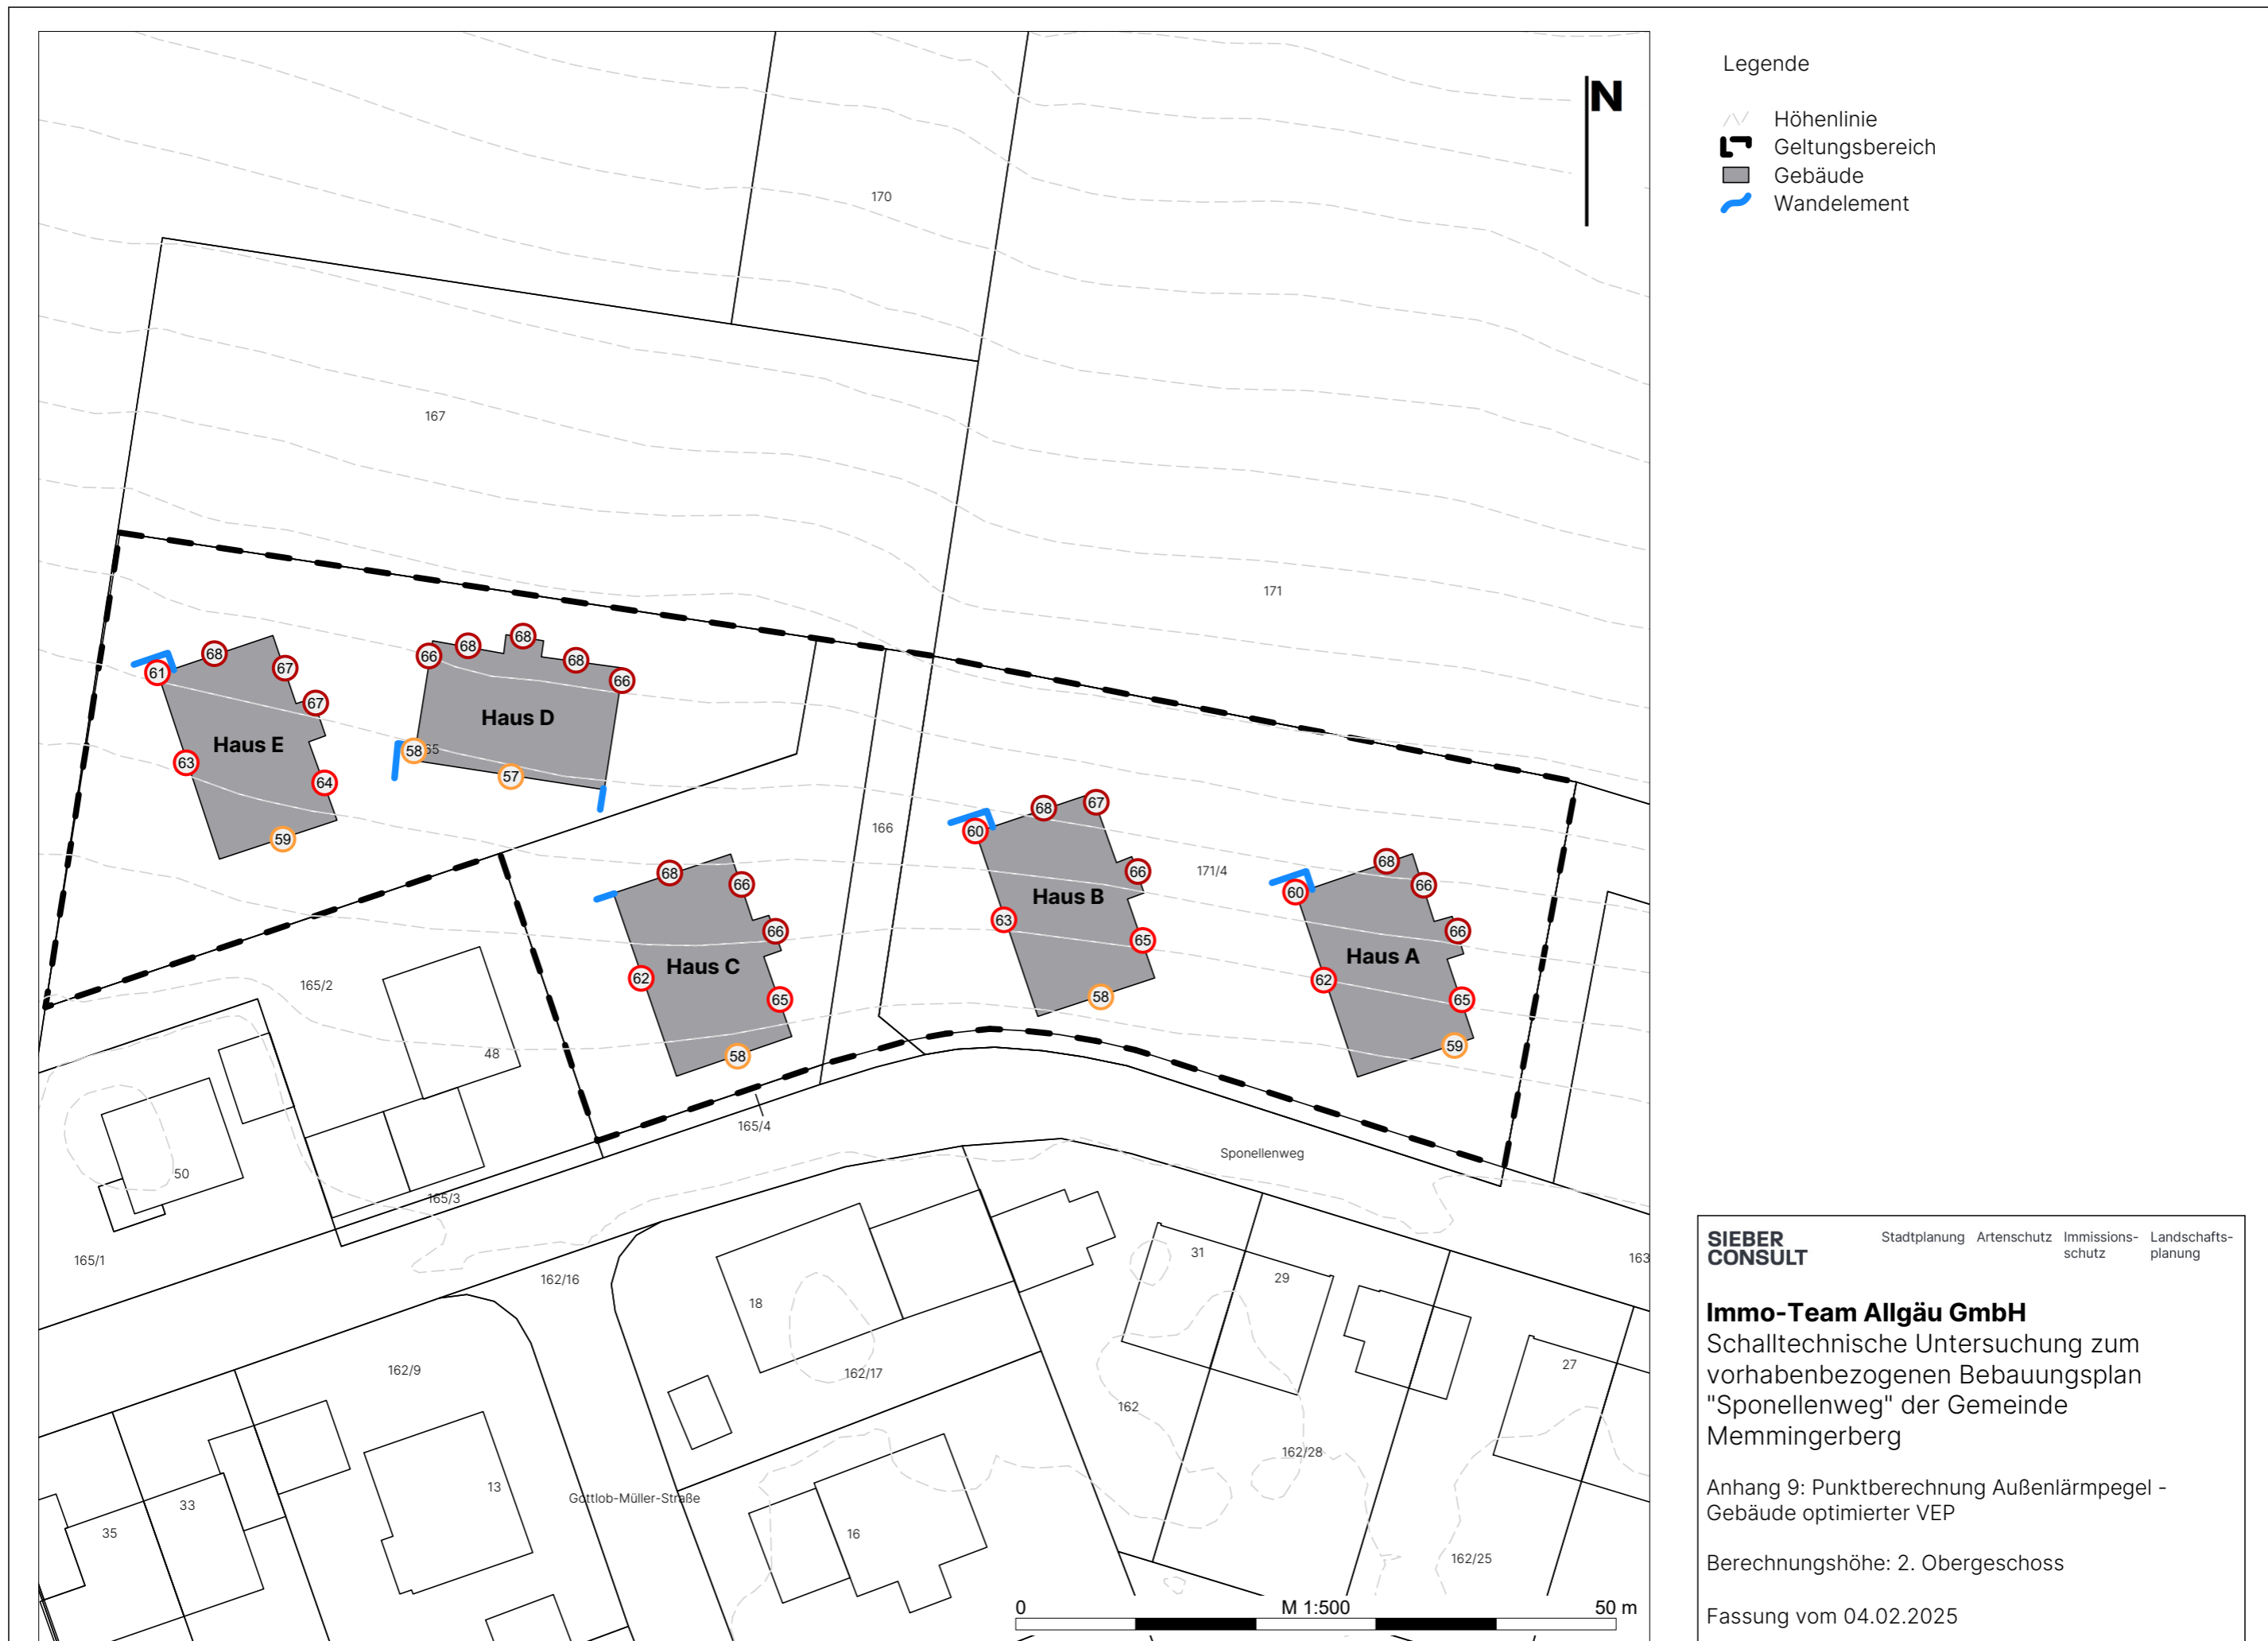 Legende
Höhenlinie
Geltungsbereich
Gebäude
Wandelement
N
170
167
171
68
61
67
67
Haus E
63
64
59
66
68
68
68
66
Haus D
58
57
166
68
66
66
Haus C
62
65
58
68
67
60
66
Haus B
63
65
58
171/4
68
66
60
66
Haus A
62
65
59
165/2
48
50
165/4
165/3
165/1
Sponellenweg
162/16
18
31
29
163
27
162/9
162/17
162
162/28
13
33
35
Gottlob-Müller-Straße
16
162/25
0 M 1:500 50 m
SIEBER
CONSULT
Stadtplanung Artenschutz Immissions-
schutz
Landschafts-
planung
Immo-Team Allgäu GmbH
Schalltechnische Untersuchung zum
vorhabenbezogenen Bebauungsplan
"Sponellenweg" der Gemeinde
Memmingerberg
Anhang 9: Punktberechnung Außenlärmpegel -
Gebäude optimierter VEP
Berechnungshöhe: 2. Obergeschoss
Fassung vom 04.02.2025